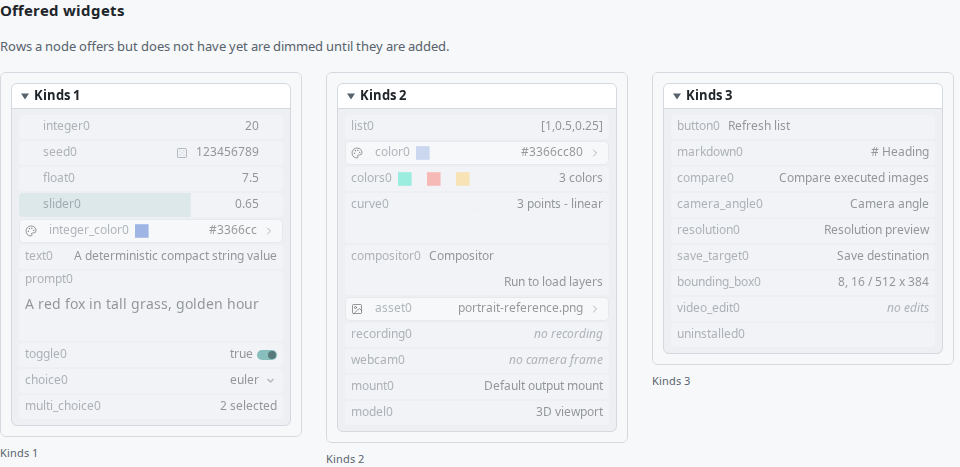 Offered widgets
Rows a node offers but does not have yet are dimmed until they are added.
Kinds 1
integer0 20
seed0 123456789
float0 7.5
slider0 0.65
integer_color0 #3366cc
text0 A deterministic compact string value
prompt0
A red fox in tall grass, golden hour
toggle0 true
choice0 euler
multi_choice0 2 selected
Kinds 1
Kinds 2
list0 [1,0.5,0.25]
color0 #3366cc80
colors0 3 colors
curve0 3 points - linear
compositor0 Compositor
Run to load layers
asset0 portrait-reference.png
recording0 no recording
webcam0 no camera frame
mount0 Default output mount
model0 3D viewport
Kinds 2
Kinds 3
button0 Refresh list
markdown0 # Heading
compare0 Compare executed images
camera_angle0 Camera angle
resolution0 Resolution preview
save_target0 Save destination
bounding_box0 8, 16 / 512 x 384
video_edit0 no edits
uninstalled0
Kinds 3